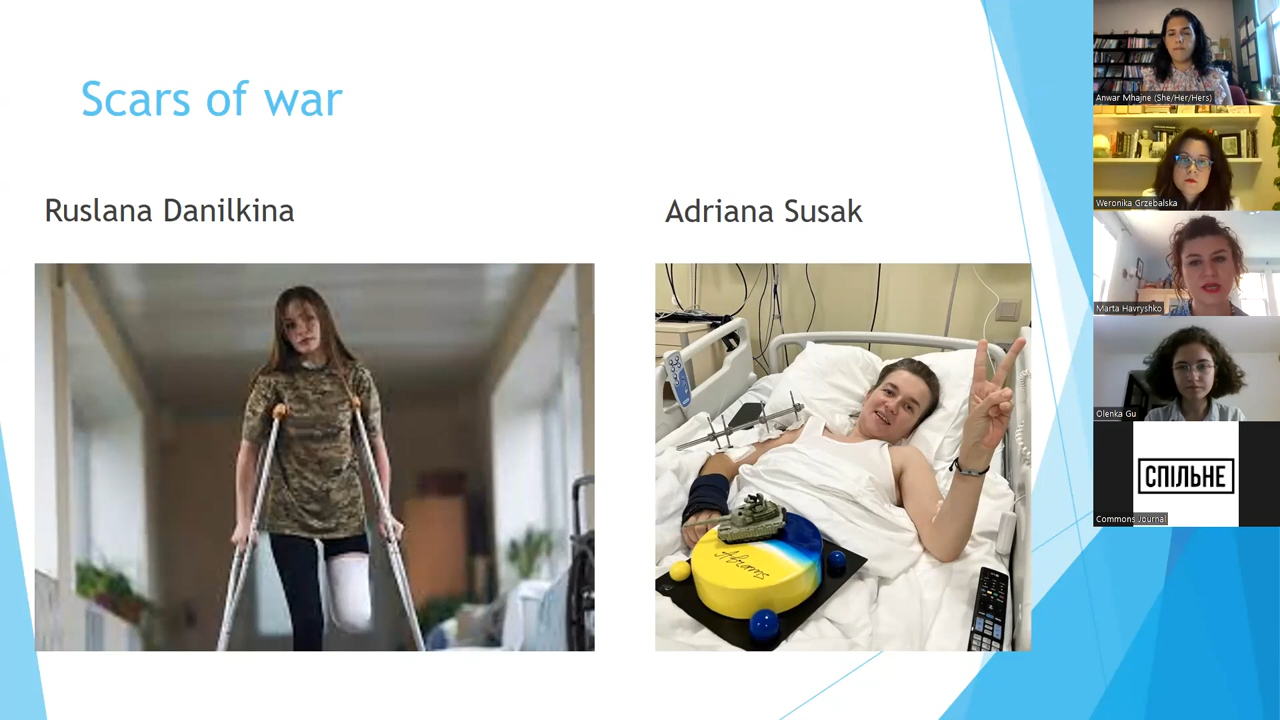 Scars of war
Ruslana Danilkina
Adriana Susak
Abrams
Anwar Mhajne (She/Her/Hers)
Weronika Grzebalska
Marta Havryshko
Olenka Gu
СПІЛЬНЕ
Commons Journal